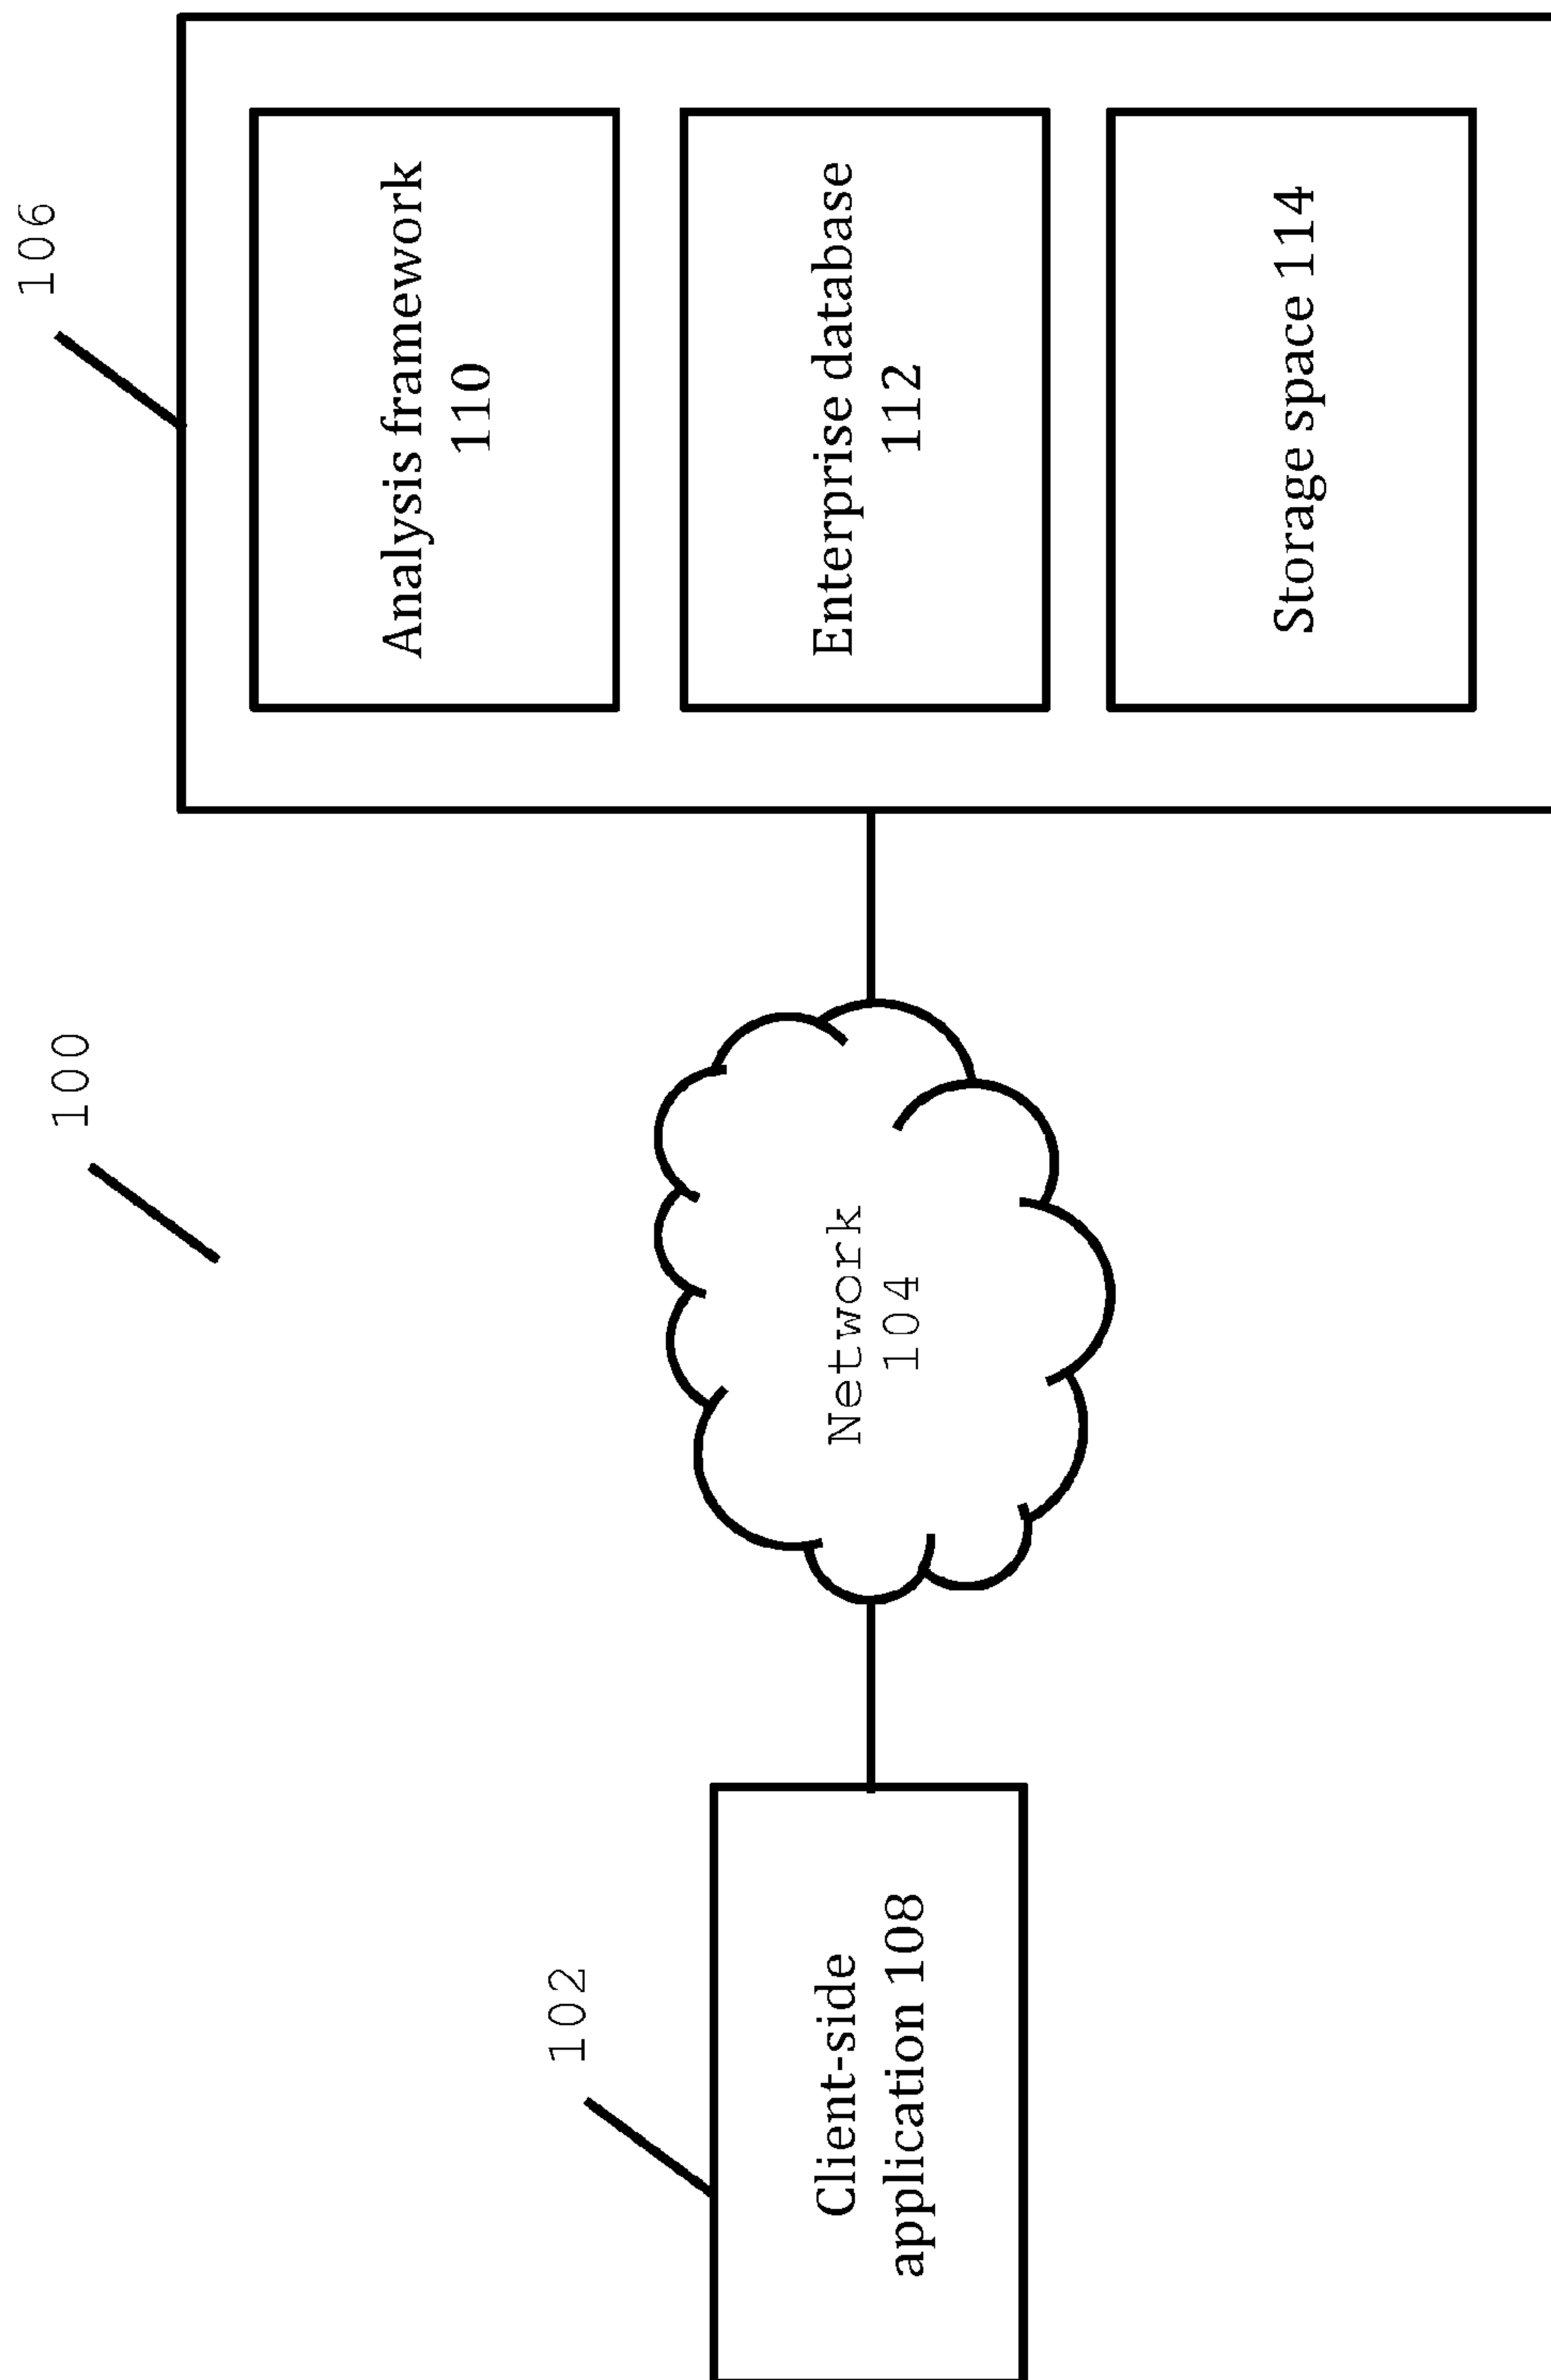 100
106
102
Client-side
application 108
Network
104
Analysis framework
110
Enterprise database
112
Storage space 114